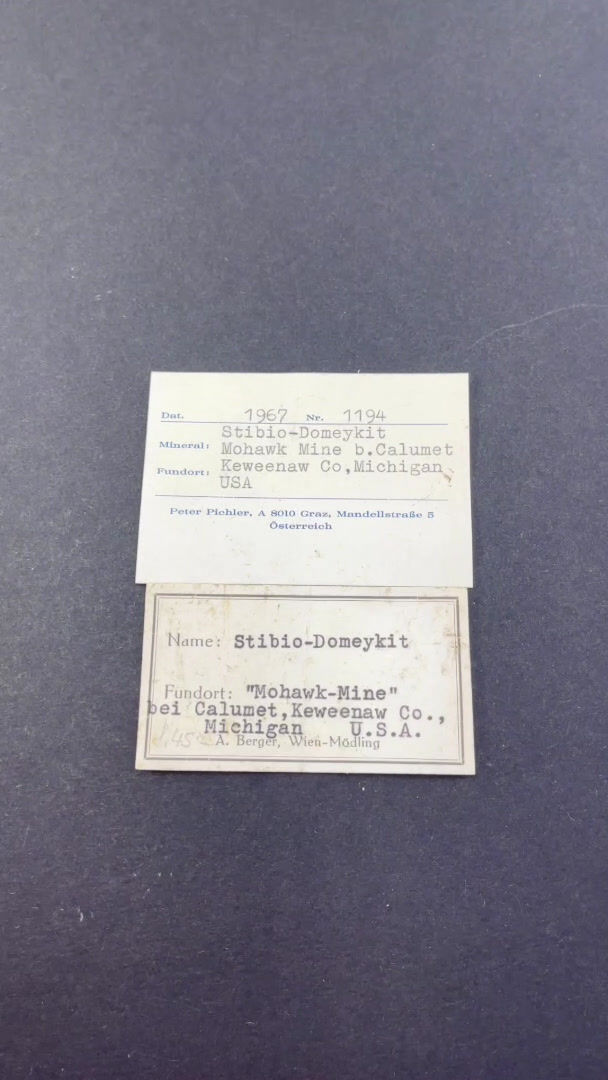 Dat. 1967 Nr. 1194
Stibio-Domeykit
Mineral: Mohawk Mine b.Calumet
Fundort: Keweenaw Co,Michigan
USA
Peter Pichler, A 8010 Graz, Mandellstraße 5
Österreich
Name: Stibio-Domeykit
Fundort: "Mohawk-Mine"
bei Calumet,Keweenaw Co.,
Michigan U.S.A.
A. Berger, Wien-Mödling